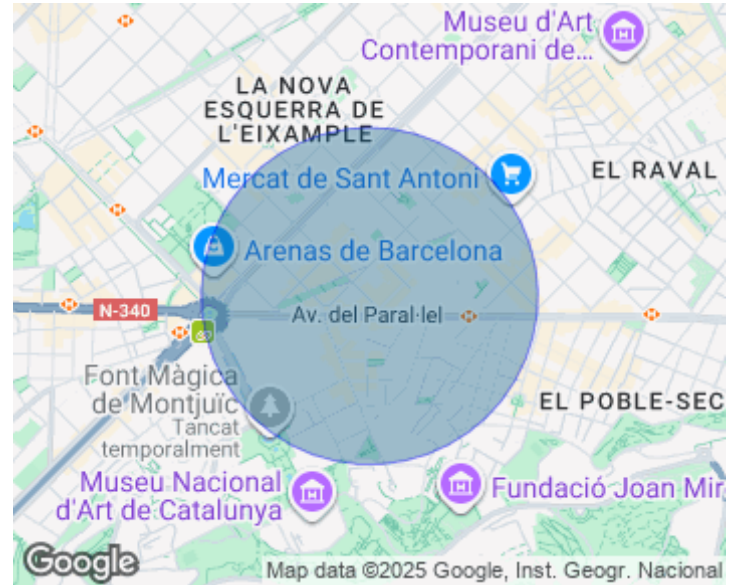 Museu d'Art
Contemporani de...
LA NOVA
ESQUERRA DE
L'EIXAMPLE
Mercat de Sant Antoni
EL RAVAL
Arenas de Barcelona
N-340
Av. del Paral·lel
Font Màgica
de Montjuïc
Tancat
temporalment
EL POBLE-SEC
Museu Nacional
d'Art de Catalunya
Fundació Joan Mir
Google
Map data ©2025 Google, Inst. Geogr. Nacional